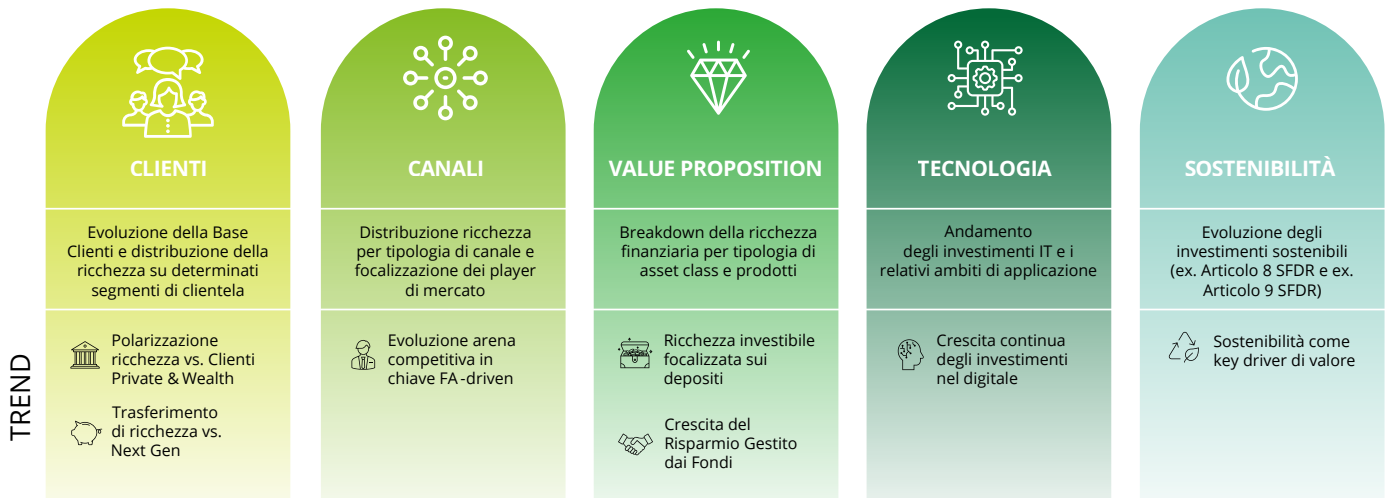 CLIENTI
Evoluzione della Base
Clienti e distribuzione della
ricchezza su determinati
segmenti di clientela
CANALI
Distribuzione ricchezza
per tipologia di canale e
focalizzazione dei player
di mercato
VALUE PROPOSITION
Breakdown della ricchezza
finanziaria per tipologia di
asset class e prodotti
TECNOLOGIA
Andamento
degli investimenti IT e i
relativi ambiti di applicazione
SOSTENIBILITÀ
Evoluzione degli
investimenti sostenibili
(ex. Articolo 8 SFDR e ex.
Articolo 9 SFDR)
TREND
Polarizzazione
ricchezza vs. Clienti
Private & Wealth
Trasferimento
di ricchezza vs.
Next Gen
Evoluzione arena
competitiva in
chiave FA-driven
Ricchezza investibile
focalizzata sui
depositi
Crescita del
Risparmio Gestito
dai Fondi
Crescita continua
degli investimenti
nel digitale
Sostenibilità come
key driver di valore